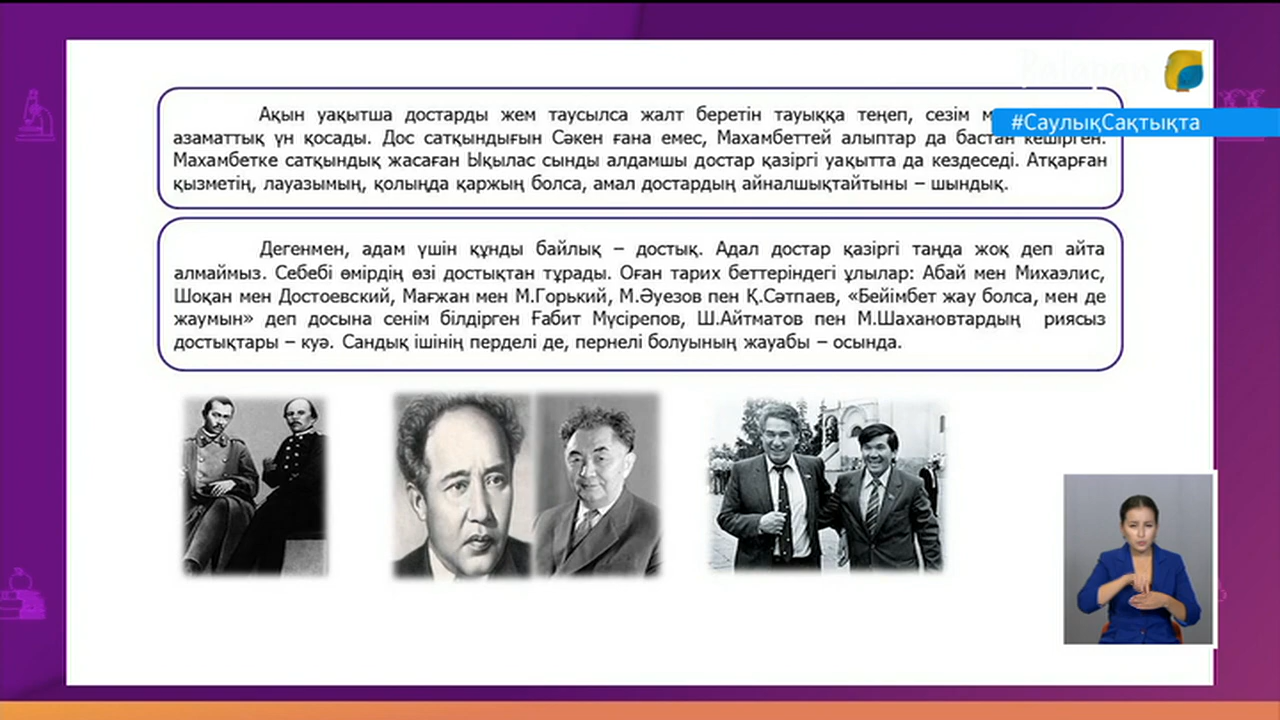 Balapan
#СаулықСақтықта
Ақын уақытша достарды жем таусылса жалт беретін тауыққа теңеп, сезім
азаматтық үн қосады. Дос сатқындығын Сәкен ғана емес, Махамбеттей алыптар да бастан кешірген.
Махамбетке сатқындық жасаған Ықылас сынды алдамшы достар қазіргі уақытта да кездеседі. Атқарған
қызметің, лауазымың, қолыңда қаржың болса, амал достардың айналшықтайтыны – шындық.
Дегенмен, адам үшін құнды байлық – достық. Адал достар қазіргі таңда жоқ деп айта
алмаймыз. Себебі өмірдің өзі достықтан тұрады. Оған тарих беттеріндегі ұлылар: Абай мен Михаэлис,
Шоқан мен Достоевский, Мағжан мен М.Горький, М.Әуезов пен Қ.Сәтпаев, «Бейімбет жау болса, мен де
жаумын» деп досына сенім білдірген Ғабит Мүсірепов, Ш.Айтматов пен М.Шахановтардың риясыз
достықтары – куә. Сандық ішінің перделі де, пернелі болуының жауабы – осында.